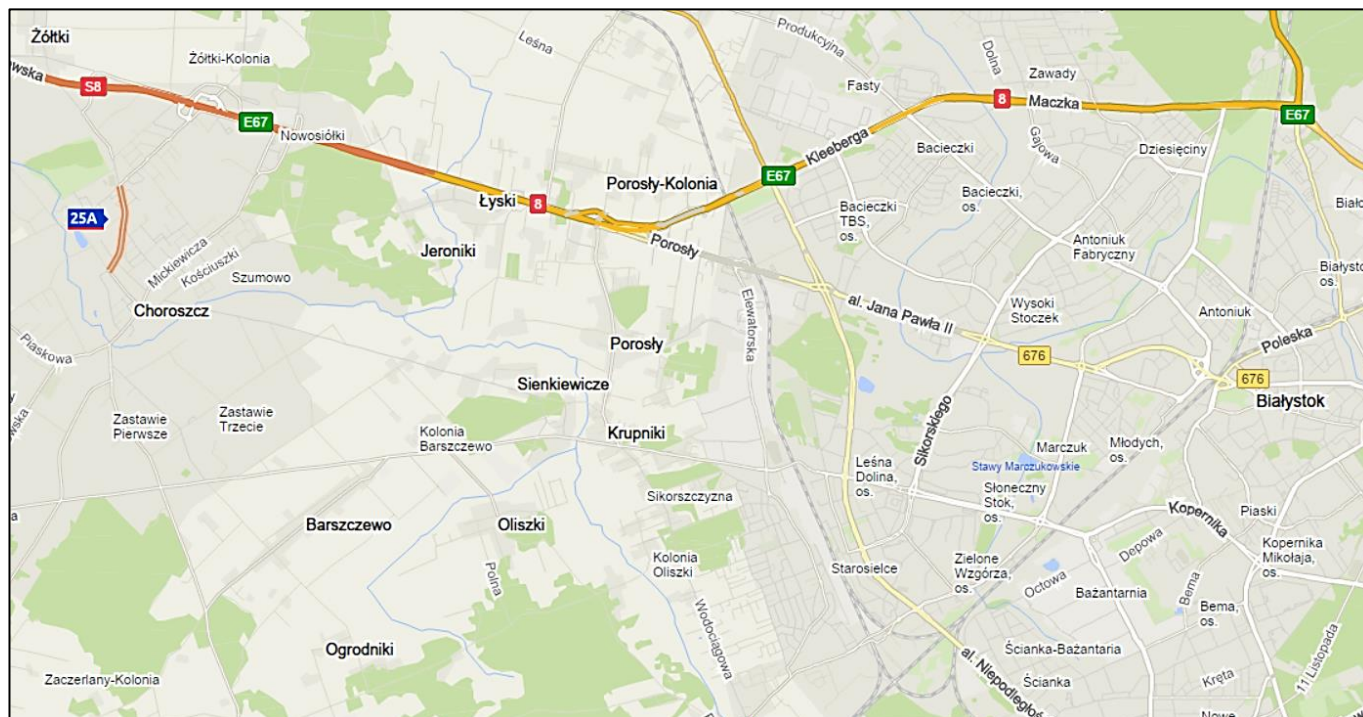 Żółtki
Leśna
Produkcyjna
Dolna
Żółtki-Kolonia
Zawady
Fasty
S8
8
Maczka
E67
E67
Nowosiółki
Kleeberga
Gajowa
Bacieczki
Dziesięciny
E67
Porosły-Kolonia
Bacieczki,
os.
Łyski
8
Bacieczki
TBS,
os.
25A
Porosły
Antoniuk
Fabryczny
Jeroniki
Mickiewicza
Kościuszki
Szumowo
Białystok
os.
Elewatorska
al. Jana Pawła II
Wysoki
Stoczek
Choroszcz
Antoniuk
Piaskowa
Porosły
Poleska
676
Sienkiewicze
676
Białystok
Zastawie
Pierwsze
Zastawie
Trzecie
Sikorskiego
Kolonia
Barszczewo
Krupniki
Młodych,
os.
Marczuk
Leśna
Dolina,
os.
Stawy Marczukowskie
Słoneczny
Stok,
os.
Sikorszczyzna
Kopernika
Piaski
Barszczewo
Oliszki
Depowa
Kopernika
Mikołaja,
os.
Kolonia
Oliszki
Starosielce
Zielone
Wzgórza,
os.
Octowa
Bażantarnia
Bema
Bema,
os.
Polna
Wodociągowa
Ogrodniki
Ścianka-Bażantaria
al. Niepodległoś
Zaczerlany-Kolonia
Ścianka
Kręta
11 Listopada
Nowe